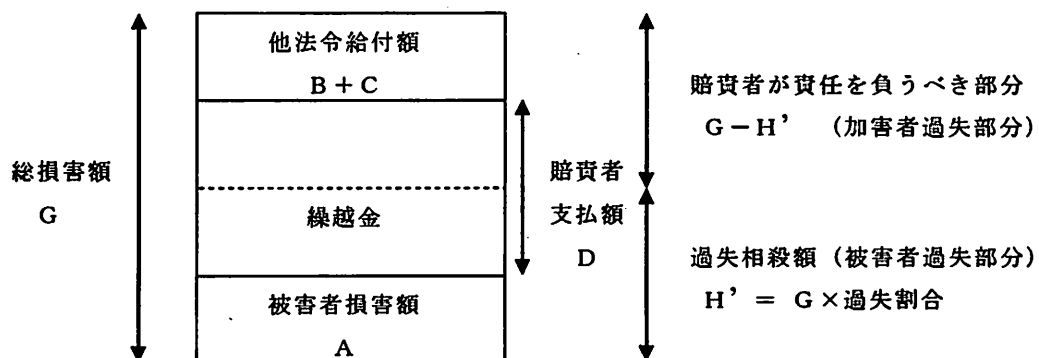 他法令給付額
B+C
総損害額
G
繰越金
被害者損害額
A
賠責者
支払額
D
賠責者が責任を負うべき部分
G-H' (加害者過失部分)
過失相殺額(被害者過失部分)
H' = G×過失割合